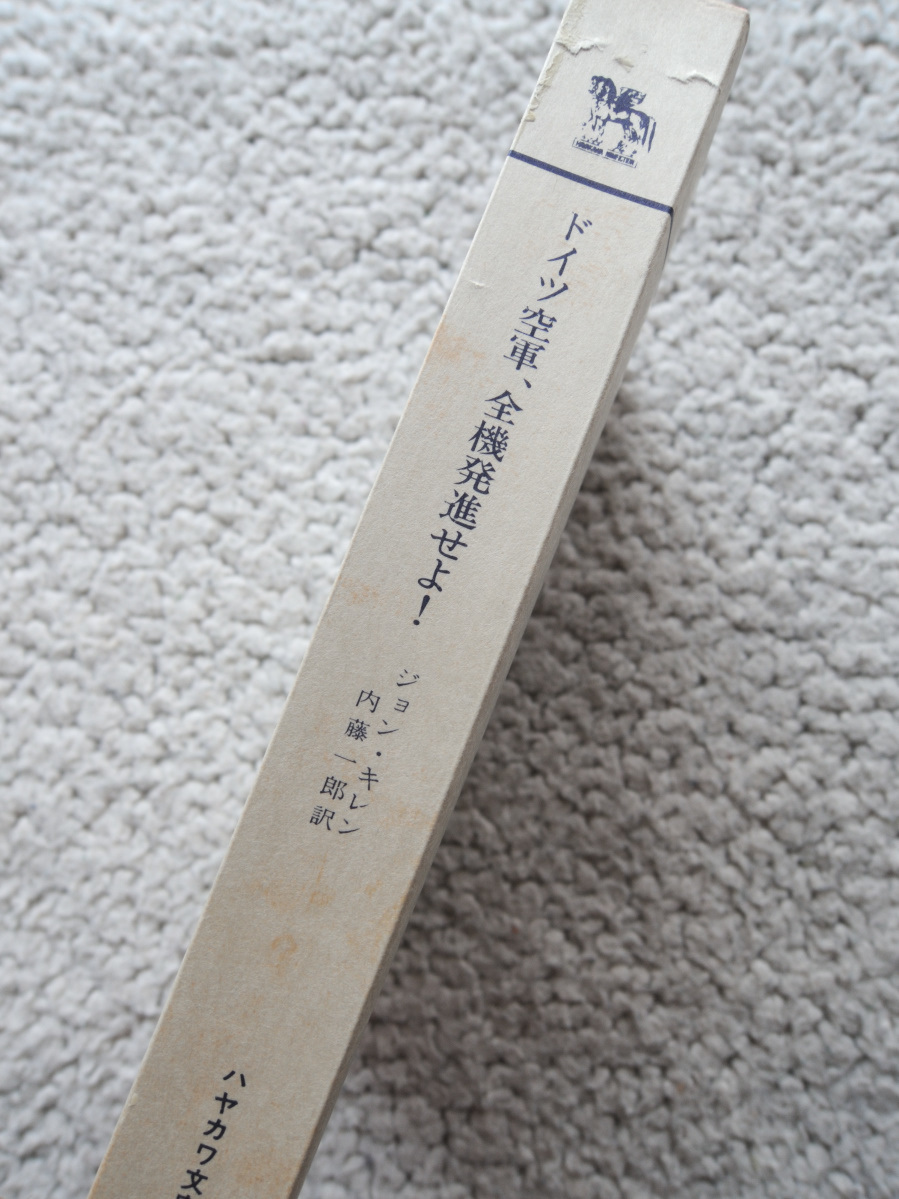 ドイツ空軍、全機発進せよ!
ジョン・キレン
内藤一郎訳
ハヤカワ文